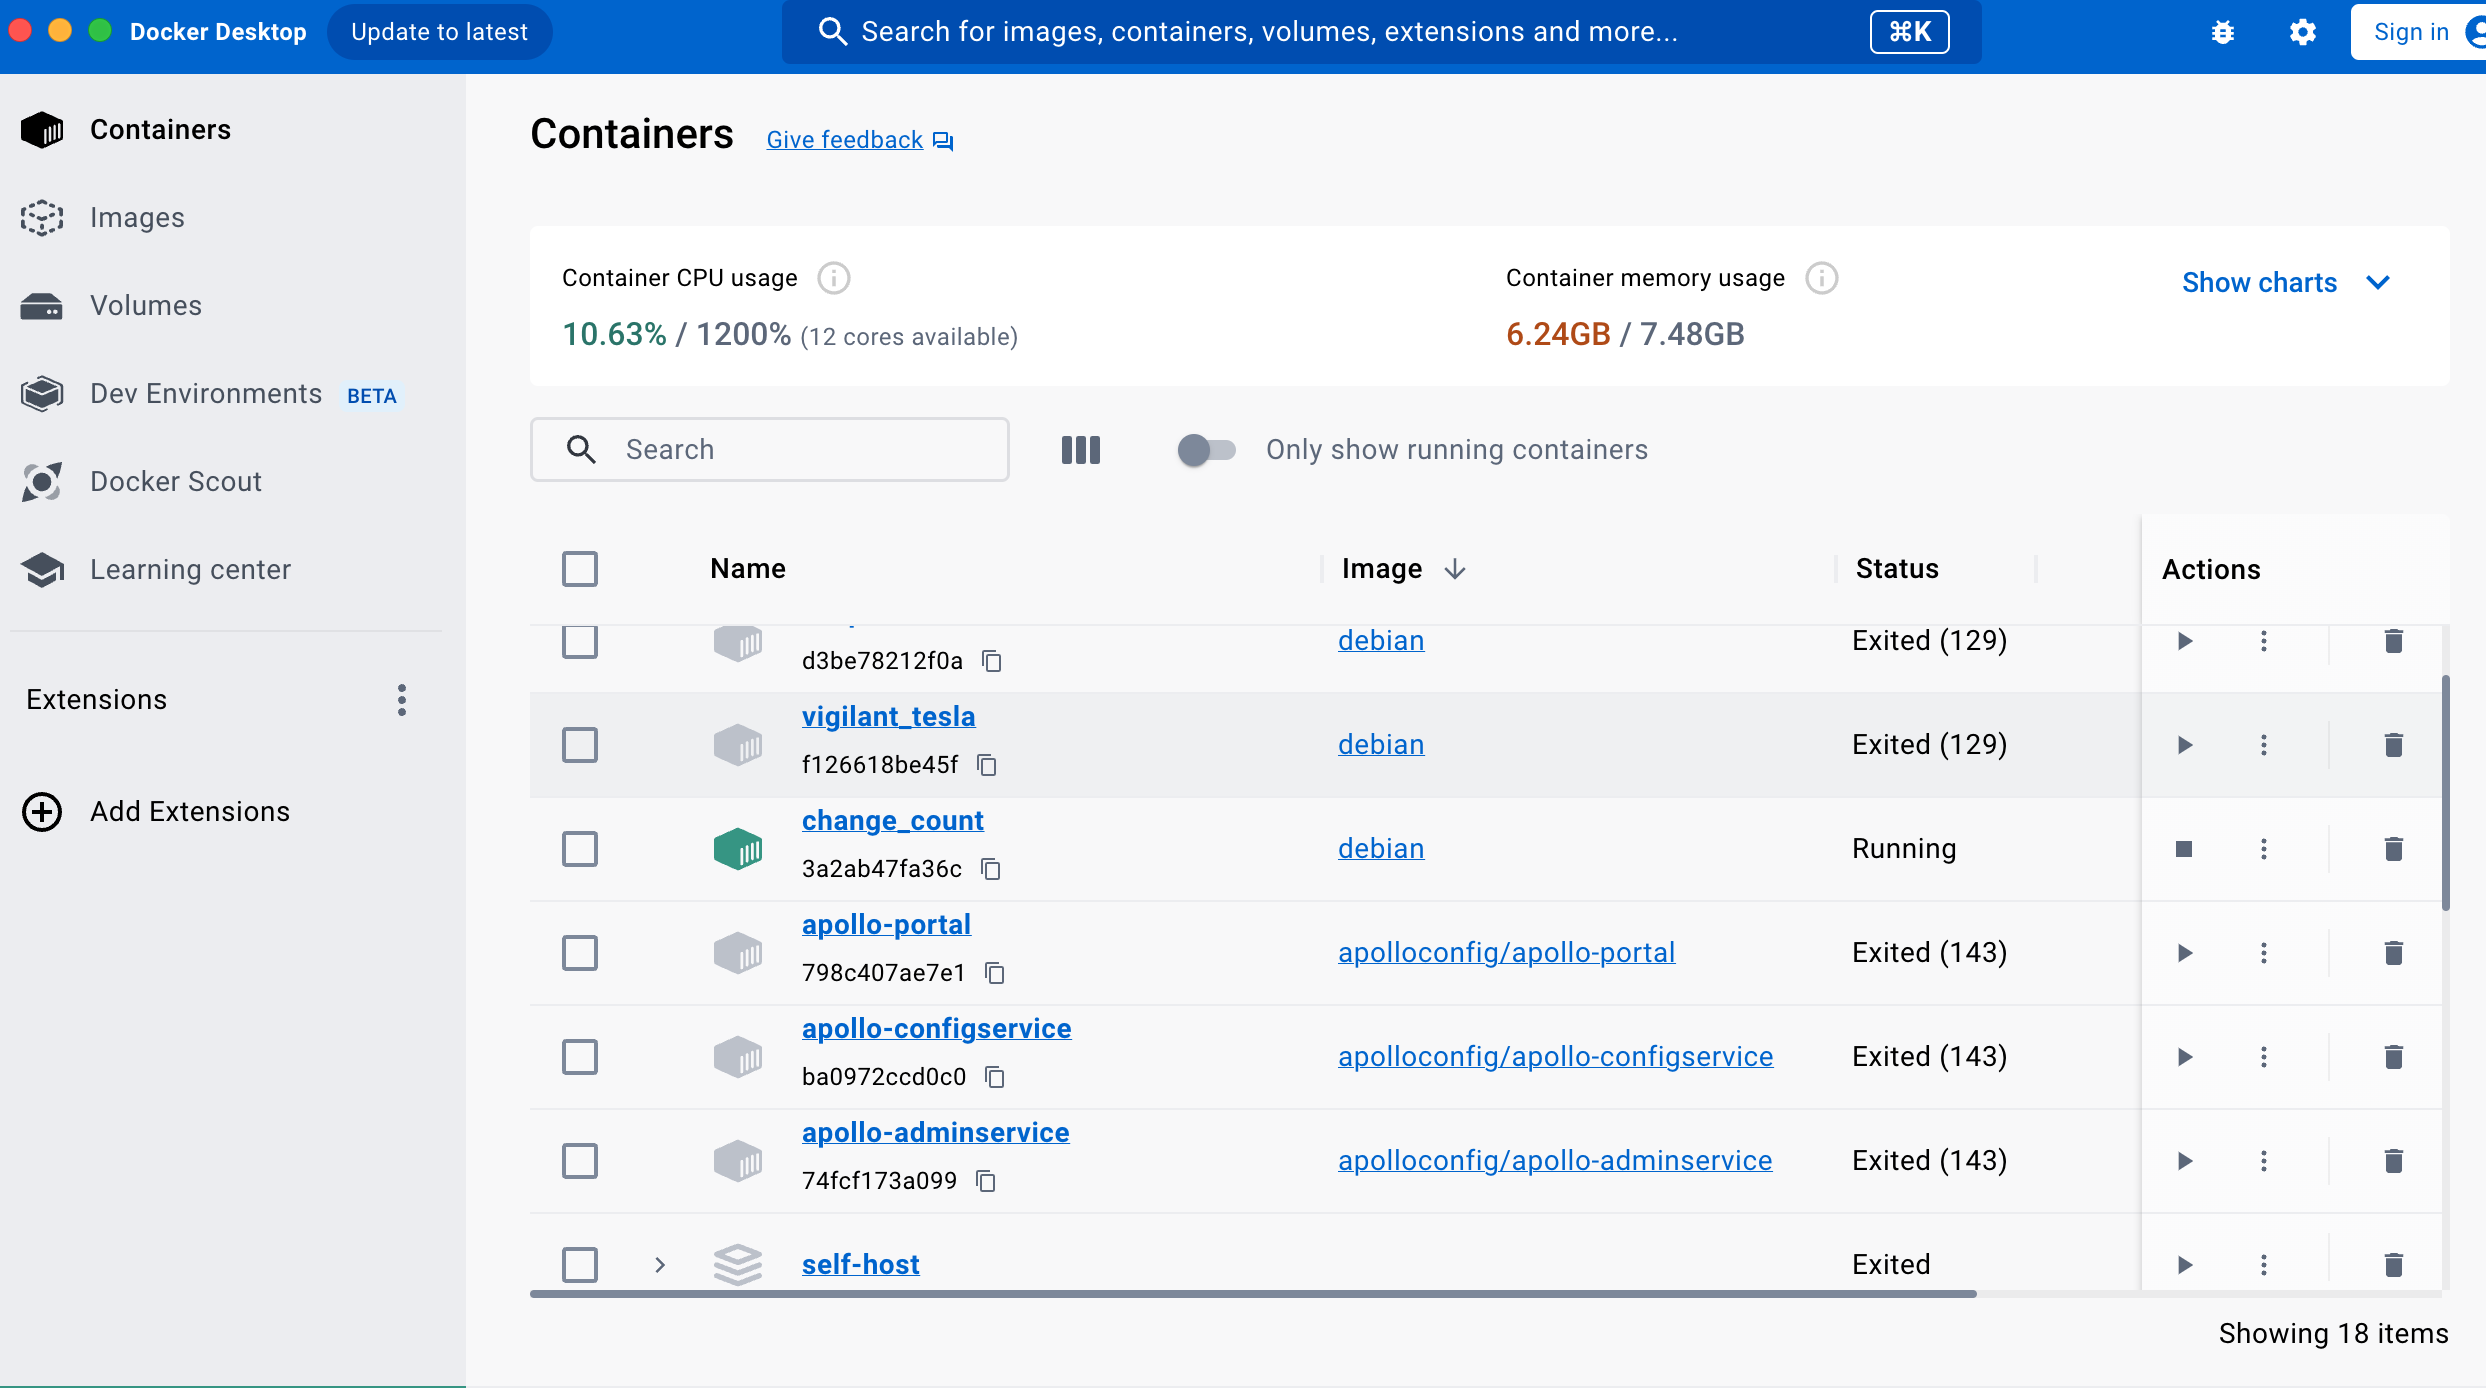 Docker Desktop
Update to latest
Search for images, containers, volumes, extensions and more...
⌘K
Sign in
Containers
Images
Volumes
Dev Environments BETA
Docker Scout
Learning center
Extensions
Add Extensions
Containers
Give feedback
Container CPU usage
10.63% / 1200% (12 cores available)
Container memory usage
6.24GB / 7.48GB
Show charts
Search
Only show running containers
Name Image Status Actions
d3be78212f0a debian Exited (129)
vigilant_tesla
f126618be45f debian Exited (129)
change_count
3a2ab47fa36c debian Running
apollo-portal
798c407ae7e1 apolloconfig/apollo-portal Exited (143)
apollo-configservice
ba0972ccd0c0 apolloconfig/apollo-configservice Exited (143)
apollo-adminservice
74fcf173a099 apolloconfig/apollo-adminservice Exited (143)
self-host Exited
Showing 18 items